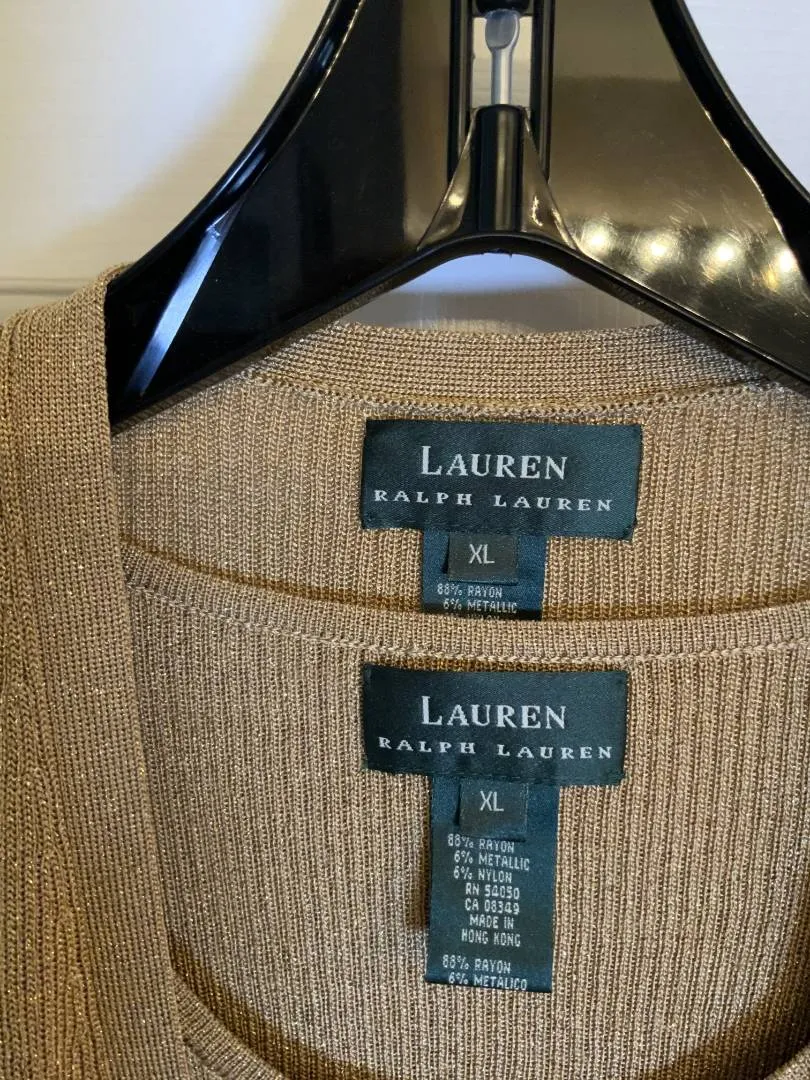 LAUREN
RALPH LAUREN
XL
88% RAYON
6% METALLIC
LAUREN
RALPH LAUREN
XL
88% RAYON
6% METALLIC
6% NYLON
RN 54050
CA 08349
MADE IN
HONG KONG
88% RAYON
6% METALICO